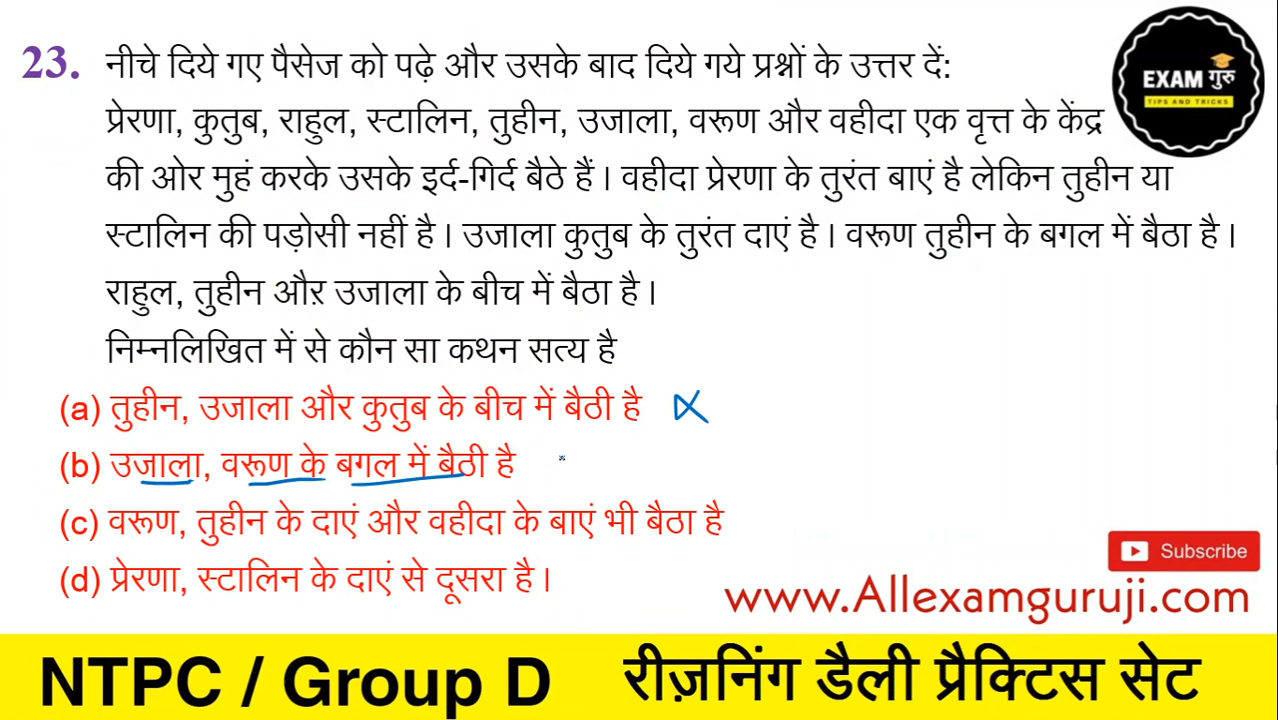 23. नीचे दिये गए पैसेज को पढ़े और उसके बाद दिये गये प्रश्नों के उत्तर दें:
EXAM गुरु
TIPS AND TRICKS
प्रेरणा, कुतुब, राहुल, स्टालिन, तुहीन, उजाला, वरूण और वहीदा एक वृत्त के केंद्र
की ओर मुहं करके उसके इर्द-गिर्द बैठे हैं। वहीदा प्रेरणा के तुरंत बाएं है लेकिन तुहीन या
स्टालिन की पड़ोसी नहीं है। उजाला कुतुब के तुरंत दाएं है। वरूण तुहीन के बगल में बैठा है।
राहुल, तुहीन और उजाला के बीच में बैठा है।
निम्नलिखित में से कौन सा कथन सत्य है
(a) तुहीन, उजाला और कुतुब के बीच में बैठी है
(b) उजाला, वरूण के बगल में बैठी है
(c) वरूण, तुहीन के दाएं और वहीदा के बाएं भी बैठा है
(d) प्रेरणा, स्टालिन के दाएं से दूसरा है।
Subscribe
www.Allexamguruji.com
NTPC / Group D रीज़निंग डैली प्रैक्टिस सेट